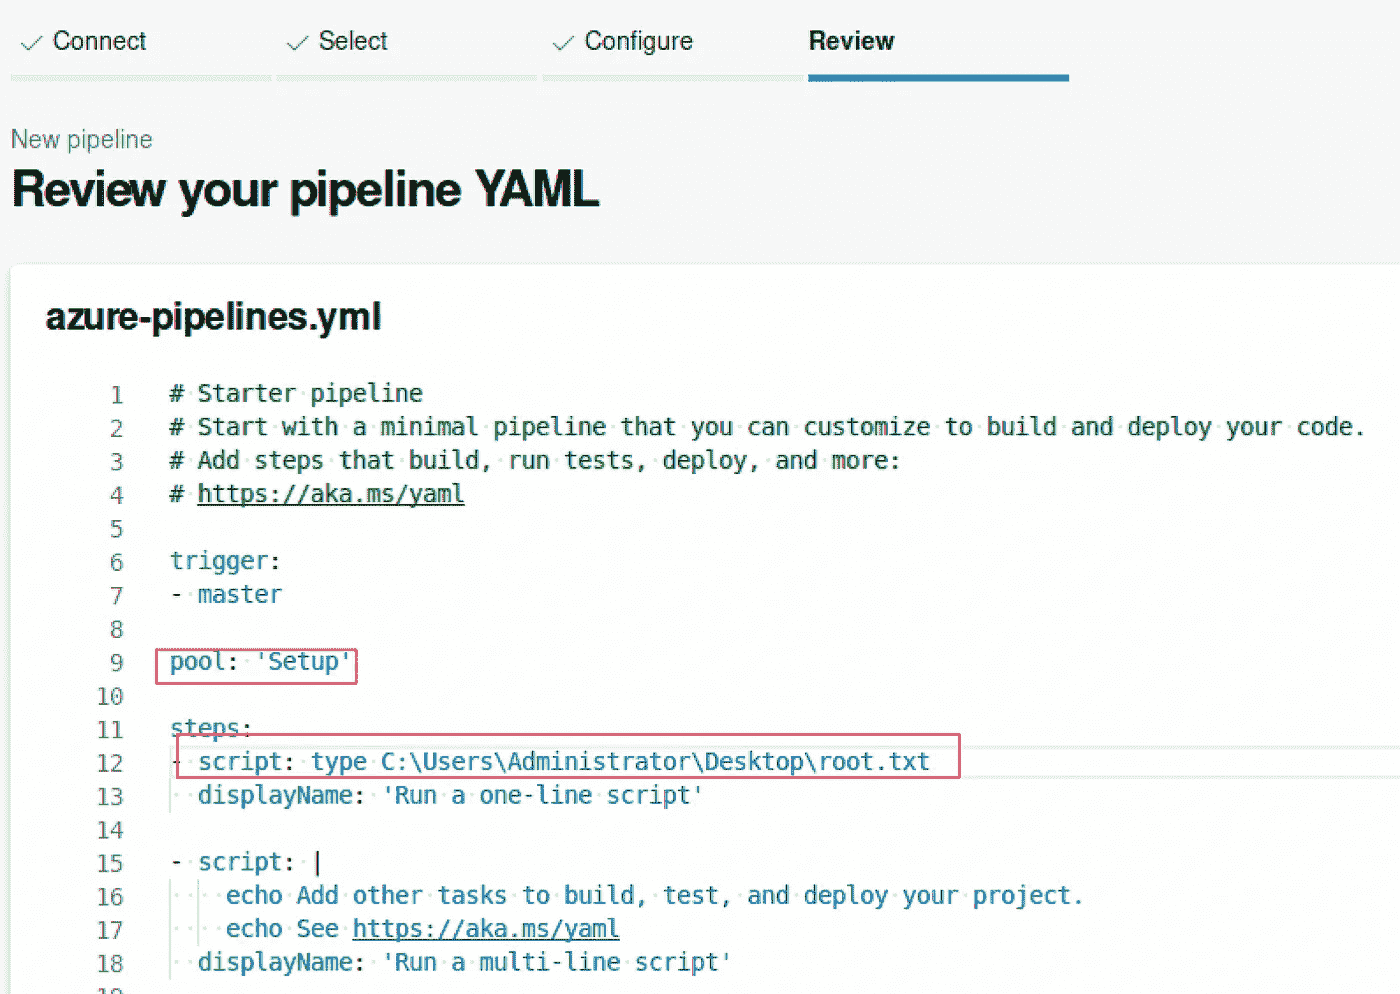 Connect Select Configure Review
New pipeline
Review your pipeline YAML
azure-pipelines.yml
1 # Starter pipeline
2 # Start with a minimal pipeline that you can customize to build and deploy your code.
3 # Add steps that build, run tests, deploy, and more:
4 # https://aka.ms/yaml
5
6 trigger:
7 - master
8
9 pool: 'Setup'
10
11 steps:
12 - script: type C:\Users\Administrator\Desktop\root.txt
13   displayName: 'Run a one-line script'
14
15 - script: |
16     echo Add other tasks to build, test, and deploy your project.
17     echo See https://aka.ms/yaml
18   displayName: 'Run a multi-line script'